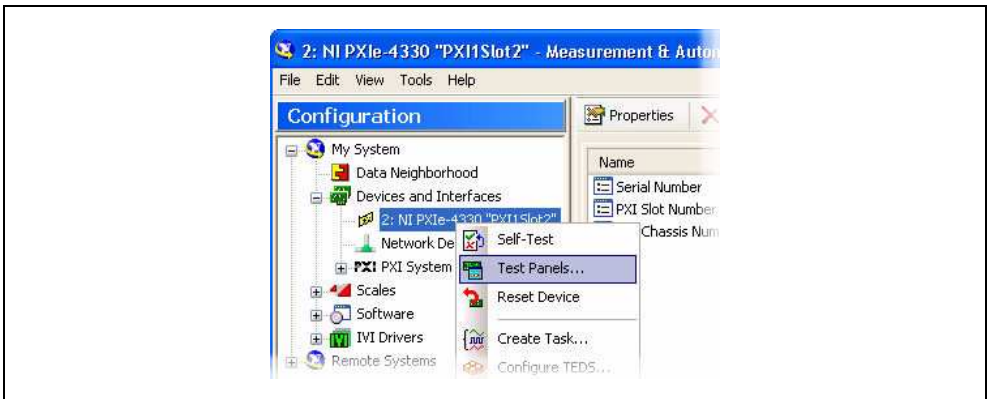 2: NI PXIe-4330 "PXI1Slot2" - Measurement & Autom
File Edit View Tools Help
Configuration
Properties
My System
Data Neighborhood
Devices and Interfaces
2: NI PXIe-4330 "PXI1Slot2"
Network De
PXI PXI System
Scales
Software
IVI Drivers
Remote Systems
Self-Test
Test Panels...
Reset Device
Create Task...
Configure TEDS...
Name
Serial Number
PXI Slot Number
Chassis Num